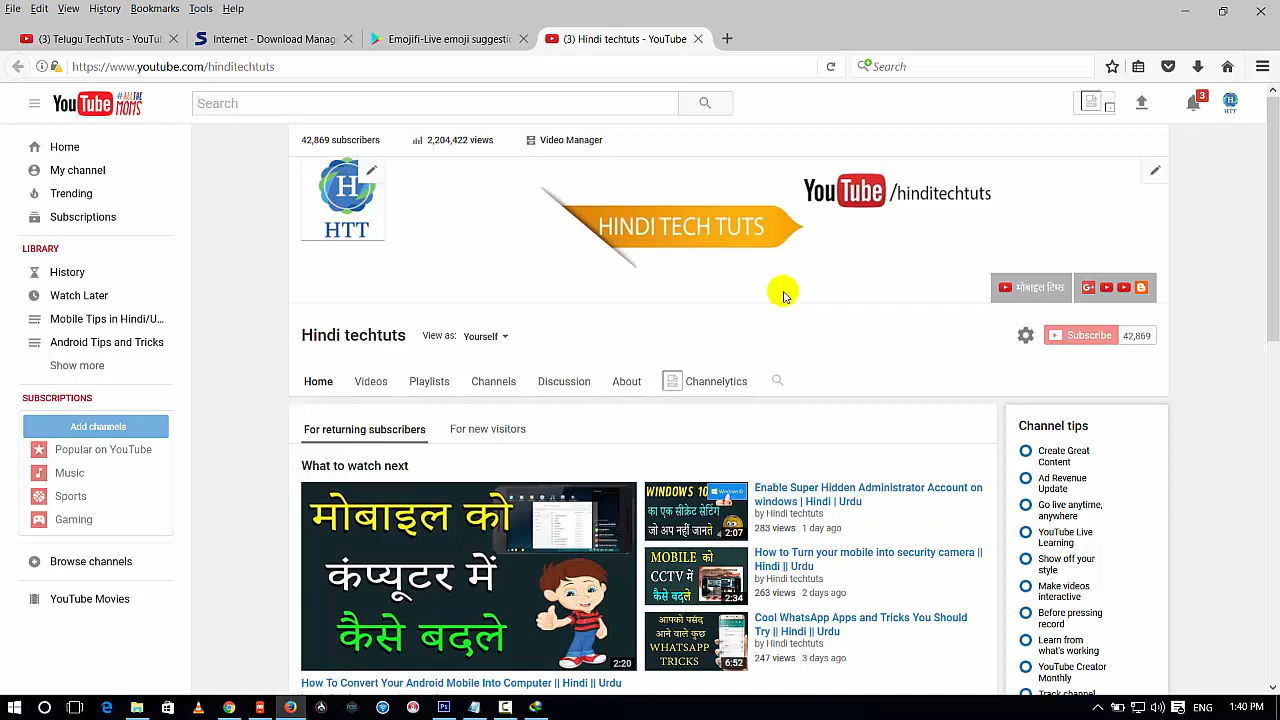 File Edit View History Bookmarks Tools Help
(3) Telugu TechTuts - YouTu
Internet - Download Manag
Emojifi-Live emoji suggesti
(3) Hindi techtuts - YouTube
https://www.youtube.com/hinditechtuts
Search
YouTube #ALLTHEMOMS
Search
3
HTT
Home
My channel
Trending
Subscriptions
LIBRARY
History
Watch Later
Mobile Tips in Hindi/U...
Android Tips and Tricks
Show more
SUBSCRIPTIONS
Add channels
Popular on YouTube
Music
Sports
Gaming
Browse channels
YouTube Movies
42,869 subscribers
2,204,422 views
Video Manager
H
HTT
HINDI TECH TUTS
YouTube /hinditechtuts
मोबाइल टिप्स
Hindi techtuts
View as: Yourself
Subscribe 42,869
Home Videos Playlists Channels Discussion About Channelytics
For returning subscribers
For new visitors
What to watch next
मोबाइल को
कंप्यूटर में
कैसे बदले
2:20
How To Convert Your Android Mobile Into Computer || Hindi || Urdu
WINDOWS 10
का एक सीक्रेट सेटिंग
जो अप नहीं जानते
2:07
Enable Super Hidden Administrator Account on
windows | Hindi | Urdu
by Hindi techtuts
283 views 1 day ago
MOBILE को
CCTV में
कैसे बदले
2:34
How to Turn your mobile into security camera ||
Hindi || Urdu
by Hindi techtuts
263 views 2 days ago
आपको पसंद
आने वाले कुछ
WHATSAPP
TRICKS
6:52
Cool WhatsApp Apps and Tricks You Should
Try || Hindi || Urdu
by Hindi techtuts
247 views 3 days ago
Channel tips
Create Great
Content
Ad Revenue
Update
Go live anytime,
anywhere
YouTube Live
Learning
Show off your
style
Make videos
interactive
Before pressing
record
Learn from
what's working
YouTube Creator
Monthly
Track channel
ENG 1:40 PM